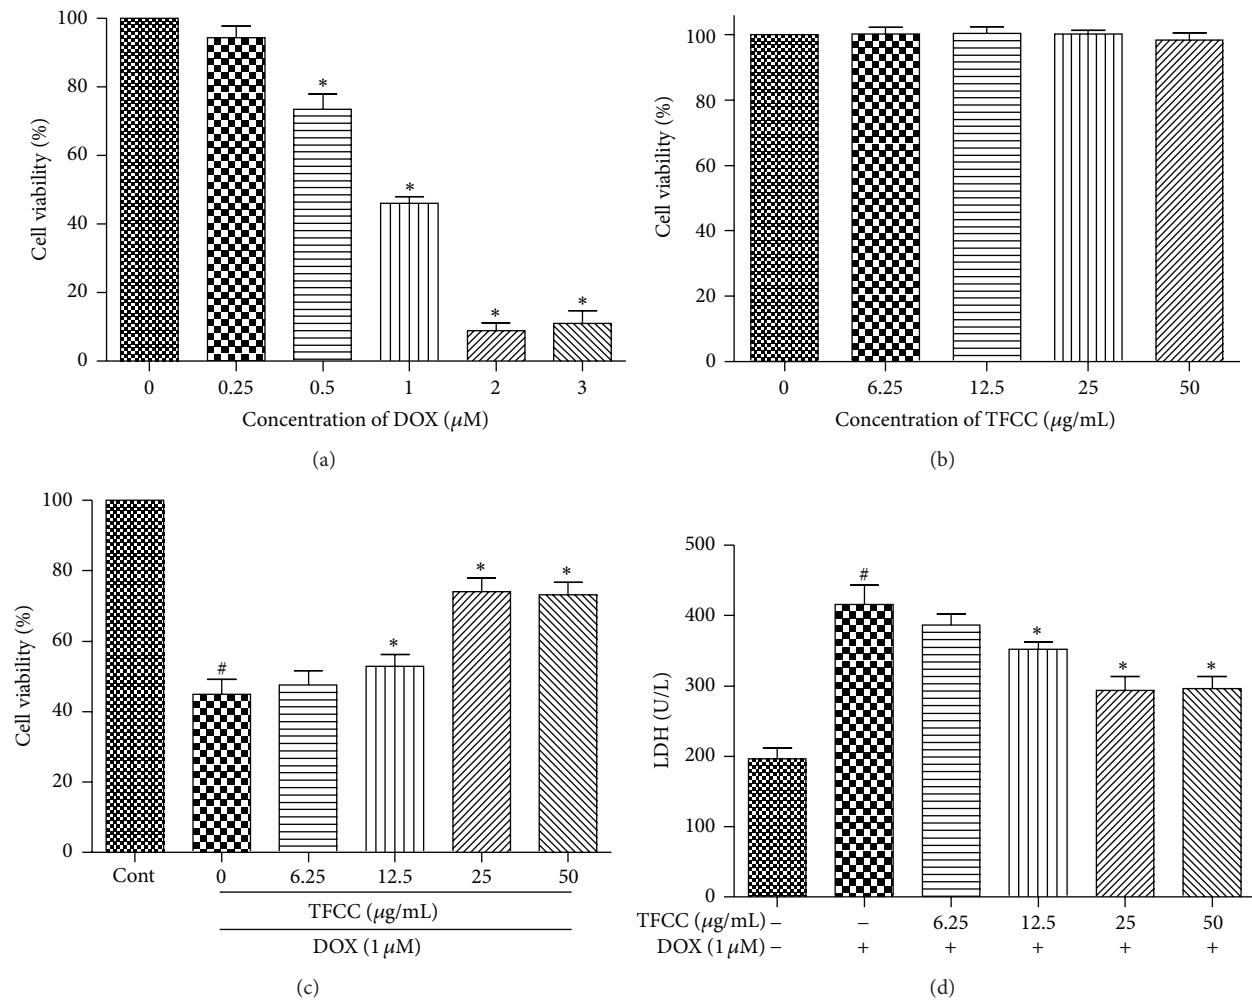 100
80
60
40
20
0
Cell viability (%)
*
*
*
*
0 0.25 0.5 1 2 3
Concentration of DOX (μM)
(a)
100
80
60
40
20
0
Cell viability (%)
0 6.25 12.5 25 50
Concentration of TFCC (μg/mL)
(b)
100
80
60
40
20
0
Cell viability (%)
#
*
*
*
Cont 0 6.25 12.5 25 50
TFCC (μg/mL)
DOX (1 μM)
(c)
500
400
300
200
100
0
LDH (U/L)
#
*
*
*
TFCC (μg/mL) – – 6.25 12.5 25 50
DOX (1 μM) – + + + + +
(d)